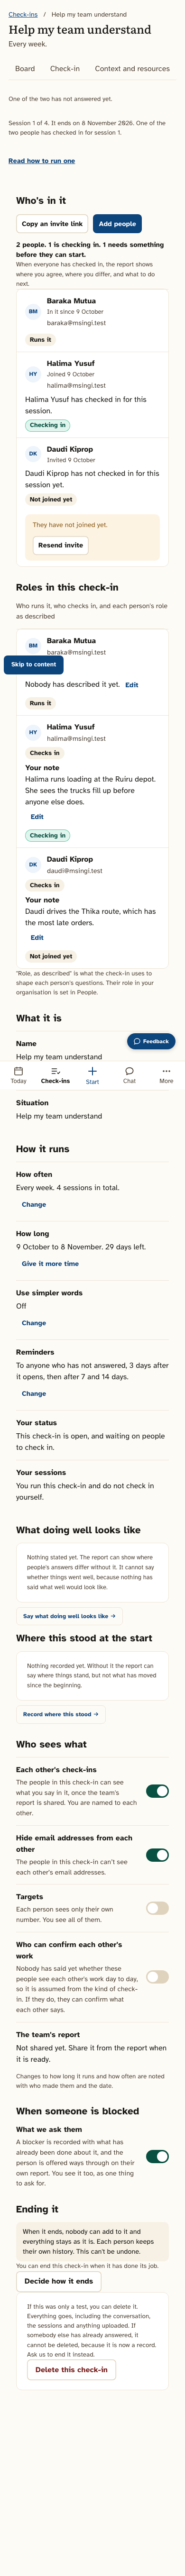 Check-ins / Help my team understand
Help my team understand
Every week.
Board Check-in Context and resources
One of the two has not answered yet.
Session 1 of 4. It ends on 8 November 2026. One of the
two people has checked in for session 1.
Read how to run one
Who's in it
Copy an invite link Add people
2 people. 1 is checking in. 1 needs something
before they can start.
When everyone has checked in, the report shows
where you agree, where you differ, and what to do
next.
Baraka Mutua
BM In it since 9 October
baraka@msingi.test
Runs it
Halima Yusuf
HY Joined 9 October
halima@msingi.test
Halima Yusuf has checked in for this
session.
Checking in
Daudi Kiprop
DK Invited 9 October
Daudi Kiprop has not checked in for this
session yet.
Not joined yet
They have not joined yet.
Resend invite
Roles in this check-in
Who runs it, who checks in, and each person's role
as described
Baraka Mutua
BM
baraka@msingi.test
Skip to content
Nobody has described it yet. Edit
Runs it
Halima Yusuf
HY halima@msingi.test
Checks in
Your note
Halima runs loading at the Ruiru depot.
She sees the trucks fill up before
anyone else does.
Edit
Checking in
Daudi Kiprop
DK daudi@msingi.test
Checks in
Your note
Daudi drives the Thika route, which has
the most late orders.
Edit
Not joined yet
"Role, as described" is what the check-in uses to
shape each person's questions. Their role in your
organisation is set in People.
What it is
Name
Feedback
Help my team understand
Today Check-ins Start Chat More
Situation
Help my team understand
How it runs
How often
Every week. 4 sessions in total.
Change
How long
9 October to 8 November. 29 days left.
Give it more time
Use simpler words
Off
Change
Reminders
To anyone who has not answered, 3 days after
it opens, then after 7 and 14 days.
Change
Your status
This check-in is open, and waiting on people
to check in.
Your sessions
You run this check-in and do not check in
yourself.
What doing well looks like
Nothing stated yet. The report can show where
people's answers differ without it. It cannot say
whether things went well, because nothing has
said what well would look like.
Say what doing well looks like →
Where this stood at the start
Nothing recorded yet. Without it the report can
say where things stand, but not what has moved
since the beginning.
Record where this stood →
Who sees what
Each other's check-ins
The people in this check-in can see
what you say in it, once the team's
report is shared. You are named to each
other.
Hide email addresses from each
other
The people in this check-in can't see
each other's email addresses.
Targets
Each person sees only their own
number. You see all of them.
Who can confirm each other's
work
Nobody has said yet whether these
people see each other's work day to day,
so it is assumed from the kind of check-
in. If they do, they can confirm what
each other says.
The team's report
Not shared yet. Share it from the report when
it is ready.
Changes to how long it runs and how often are noted
with who made them and the date.
When someone is blocked
What we ask them
A blocker is recorded with what has
already been done about it, and the
person is offered ways through on their
own report. You see it too, as one thing
to ask for.
Ending it
When it ends, nobody can add to it and
everything stays as it is. Each person keeps
their own history. This can't be undone.
You can end this check-in when it has done its job.
Decide how it ends
If this was only a test, you can delete it.
Everything goes, including the conversation,
the sessions and anything uploaded. If
somebody else has already answered, it
cannot be deleted, because it is now a record.
Ask us to end it instead.
Delete this check-in